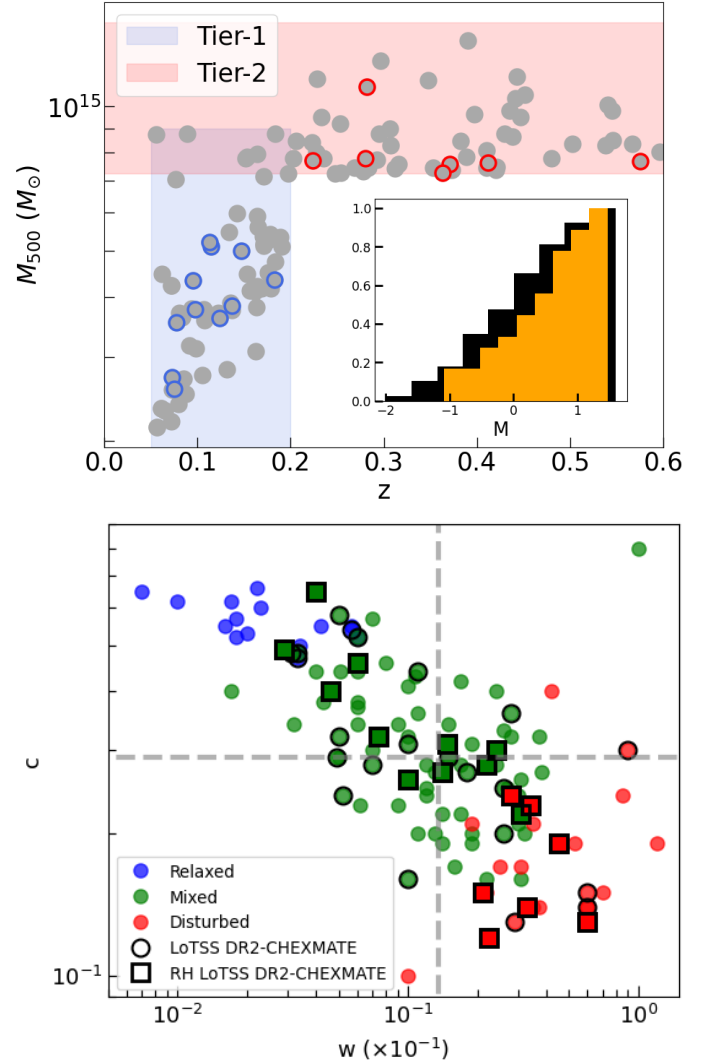 Tier-1
Tier-2
10^15
M_500 (M_⊙)
1.0
0.8
0.6
0.4
0.2
0.0
−2 −1 0 1
M
0.0 0.1 0.2 0.3 0.4 0.5 0.6
z
c
Relaxed
Mixed
Disturbed
LoTSS DR2-CHEXMATE
RH LoTSS DR2-CHEXMATE
10^−1
10^−2 10^−1 10^0
w (×10^−1)